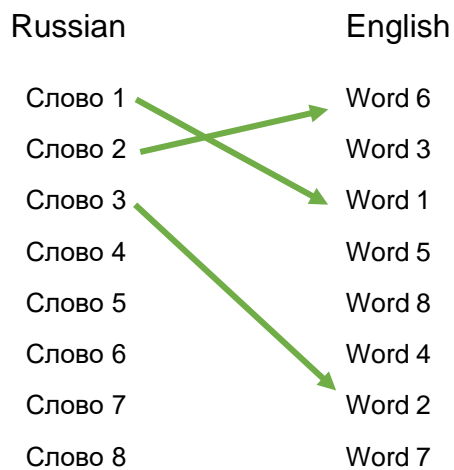 Russian English
Слово 1 Word 6
Слово 2 Word 3
Слово 3 Word 1
Слово 4 Word 5
Слово 5 Word 8
Слово 6 Word 4
Слово 7 Word 2
Слово 8 Word 7